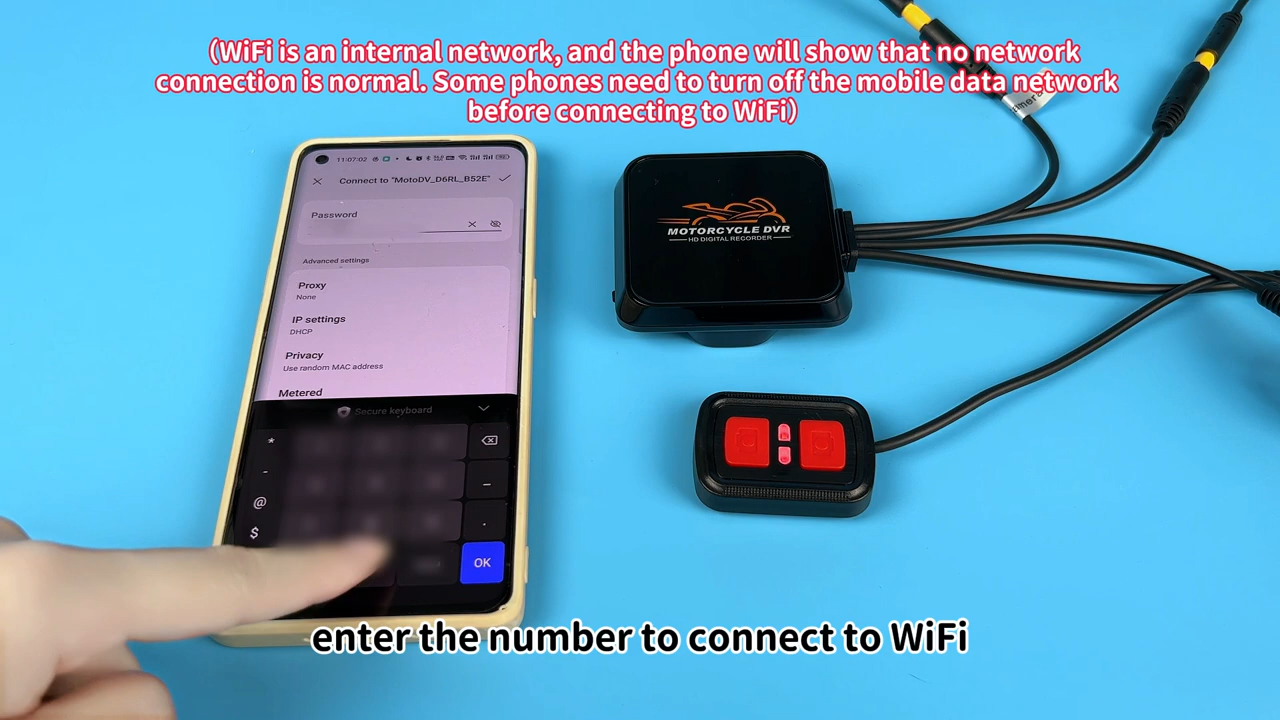 （WiFi is an internal network, and the phone will show that no network
connection is normal. Some phones need to turn off the mobile data network
before connecting to WiFi）
11:07:02
Connect to "MotoDV_D6RL_B52E"
Password
Advanced settings
Proxy
None
IP settings
DHCP
Privacy
Use random MAC address
Metered
Secure keyboard
*
-
@
$
.
OK
MOTORCYCLE DVR
HD DIGITAL RECORDER
enter the number to connect to WiFi